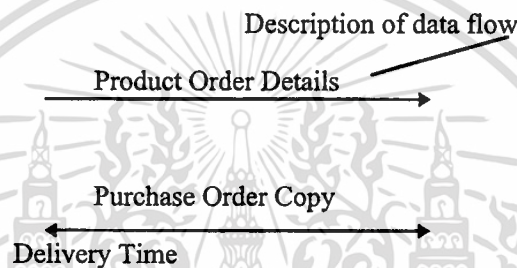 Description of data flow
Product Order Details
Purchase Order Copy
Delivery Time